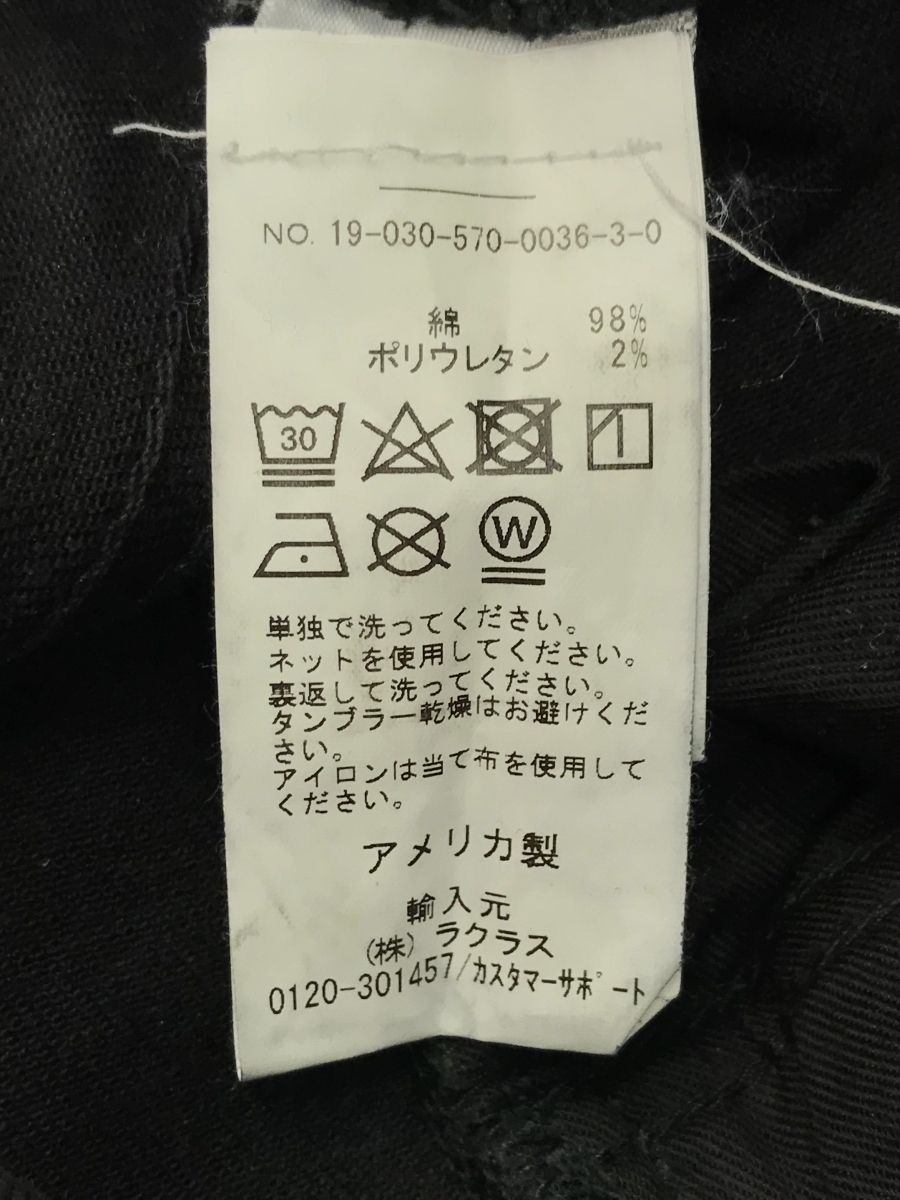 NO. 19-030-570-0036-3-0
綿 98%
ポリウレタン 2%
30
W
単独で洗ってください。
ネットを使用してください。
裏返して洗ってください。
タンブラー乾燥はお避けくだ
さい。
アイロンは当て布を使用して
ください。
アメリカ製
輸入元
(株)ラクラス
0120-301457/カスタマーサポート